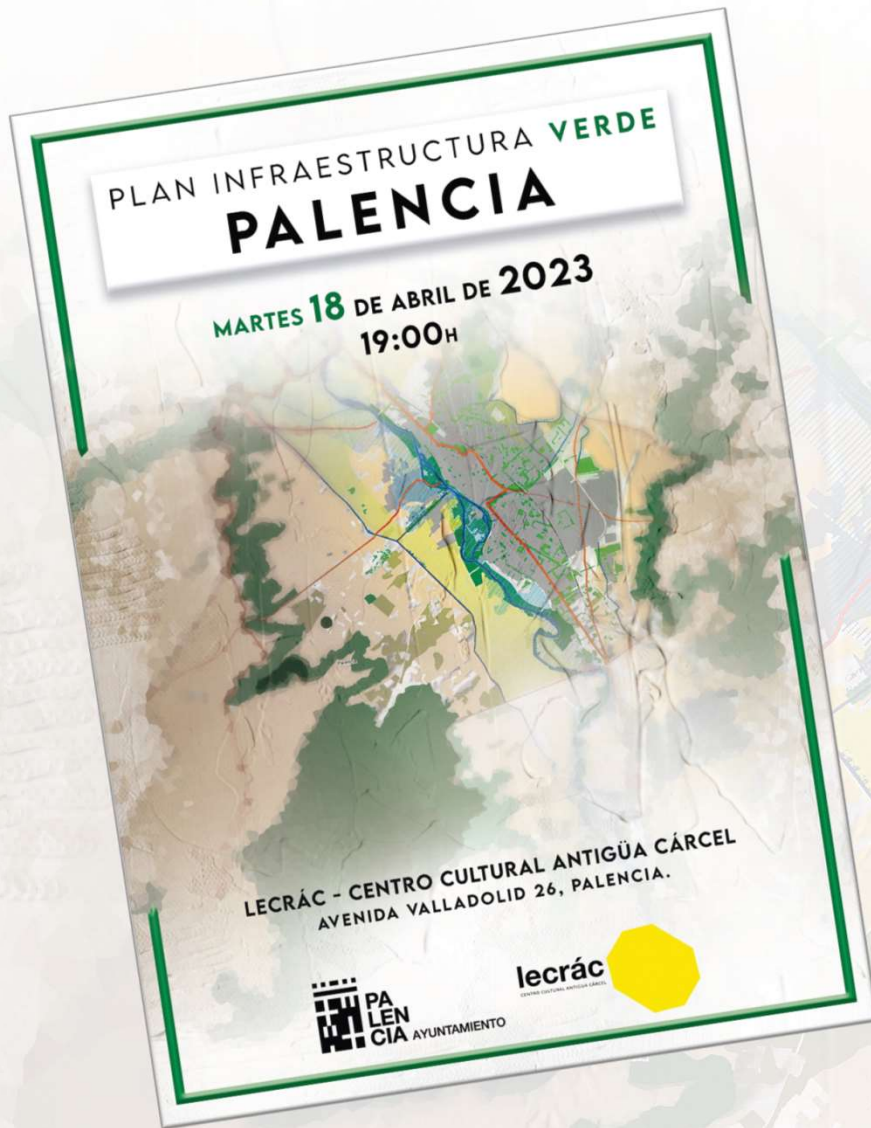 PLAN INFRAESTRUCTURA VERDE
PALENCIA
MARTES 18 DE ABRIL DE 2023
19:00H
LECRÁC - CENTRO CULTURAL ANTIGÜA CÁRCEL
AVENIDA VALLADOLID 26, PALENCIA.
PA
LEN
CIA AYUNTAMIENTO
lecrác
CENTRO CULTURAL ANTIGUA CÁRCEL